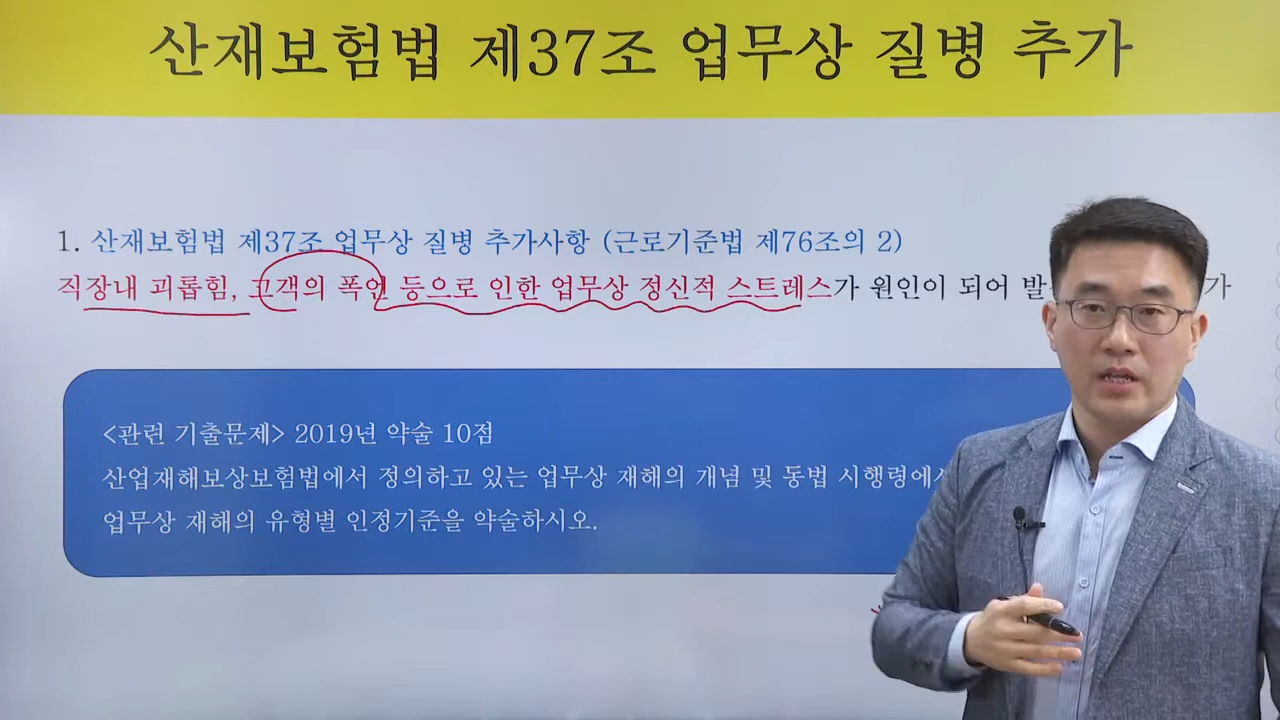 산재보험법 제37조 업무상 질병 추가
1. 산재보험법 제37조 업무상 질병 추가사항 (근로기준법 제76조의 2)
직장내 괴롭힘, 고객의 폭언 등으로 인한 업무상 정신적 스트레스가 원인이 되어 발 가
<관련 기출문제> 2019년 약술 10점
산업재해보상보험법에서 정의하고 있는 업무상 재해의 개념 및 동법 시행령에서
업무상 재해의 유형별 인정기준을 약술하시오.